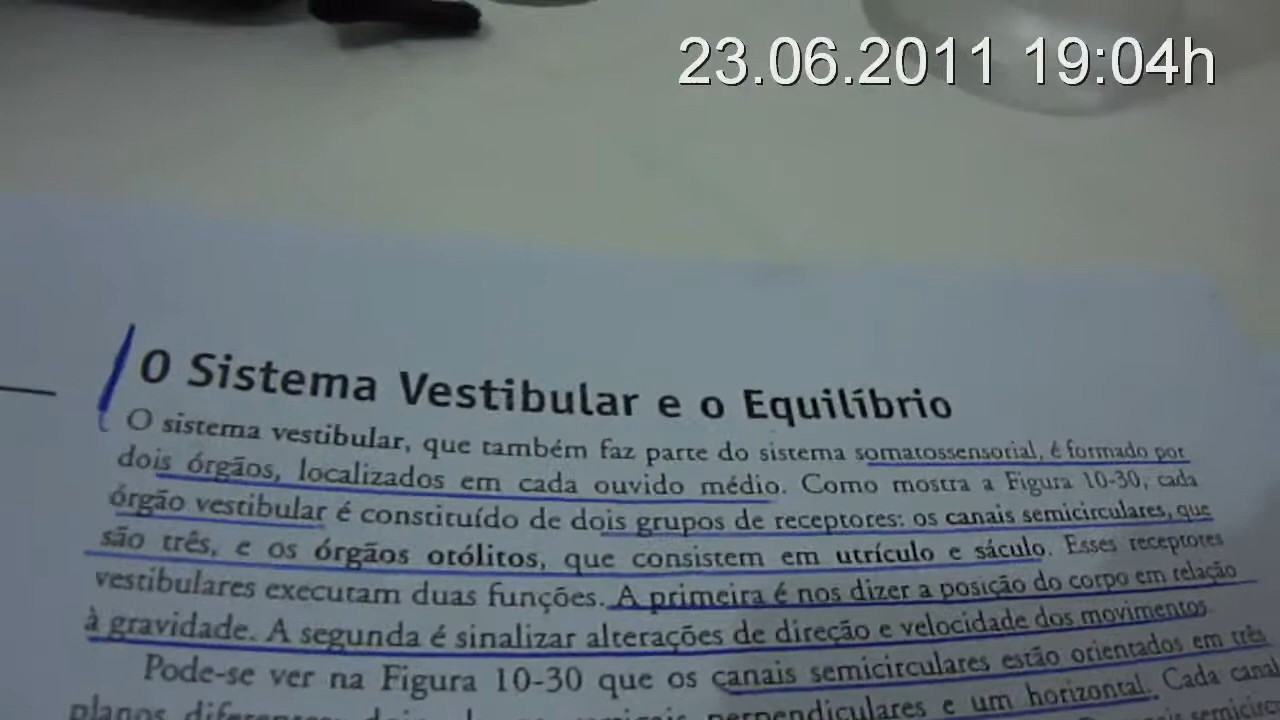 23.06.2011 19:04h
O Sistema Vestibular e o Equilíbrio
O sistema vestibular, que também faz parte do sistema somatossensorial, é formado por
dois órgãos, localizados em cada ouvido médio. Como mostra a Figura 10-30, cada
órgão vestibular é constituído de dois grupos de receptores: os canais semicirculares, que
são três, e os órgãos otólitos, que consistem em utrículo e sáculo. Esses receptores
vestibulares executam duas funções. A primeira é nos dizer a posição do corpo em relação
à gravidade. A segunda é sinalizar alterações de direção e velocidade dos movimentos.
Pode-se ver na Figura 10-30 que os canais semicirculares estão orientados em três
planos perpendiculares e um horizontal. Cada canal